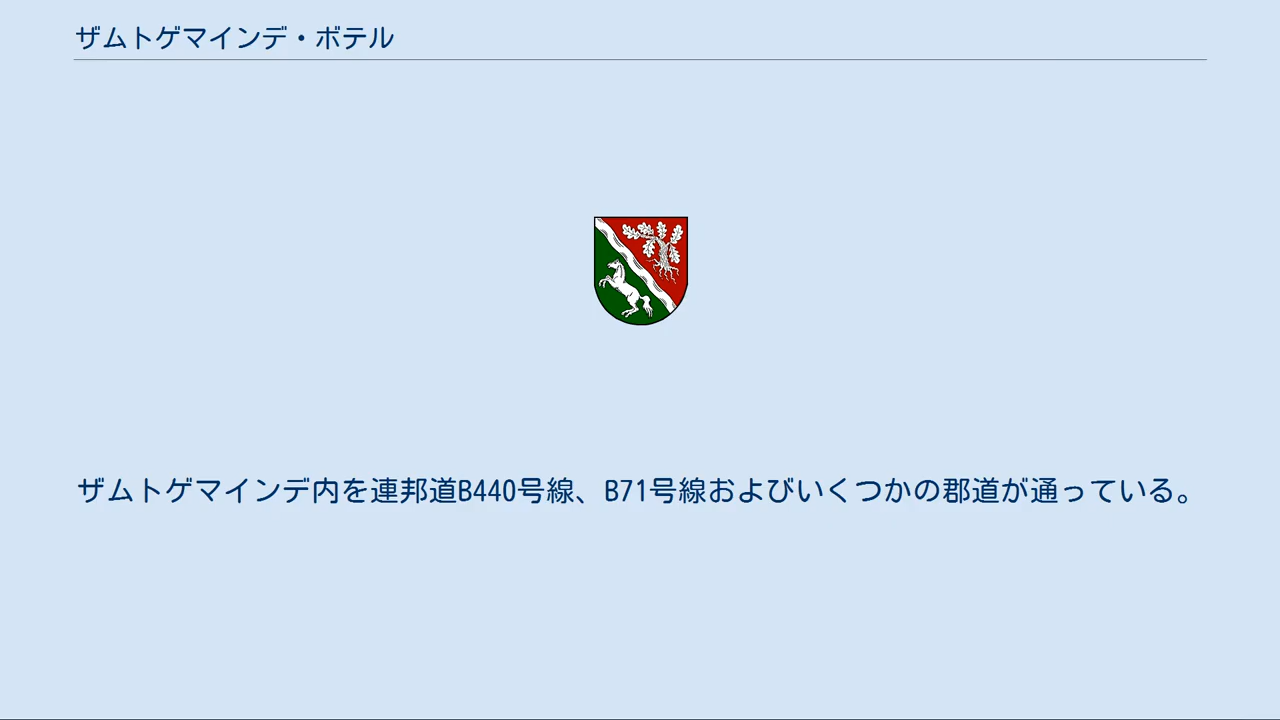 ザムトゲマインデ・ボテル
ザムトゲマインデ内を連邦道B440号線、B71号線およびいくつかの郡道が通っている。